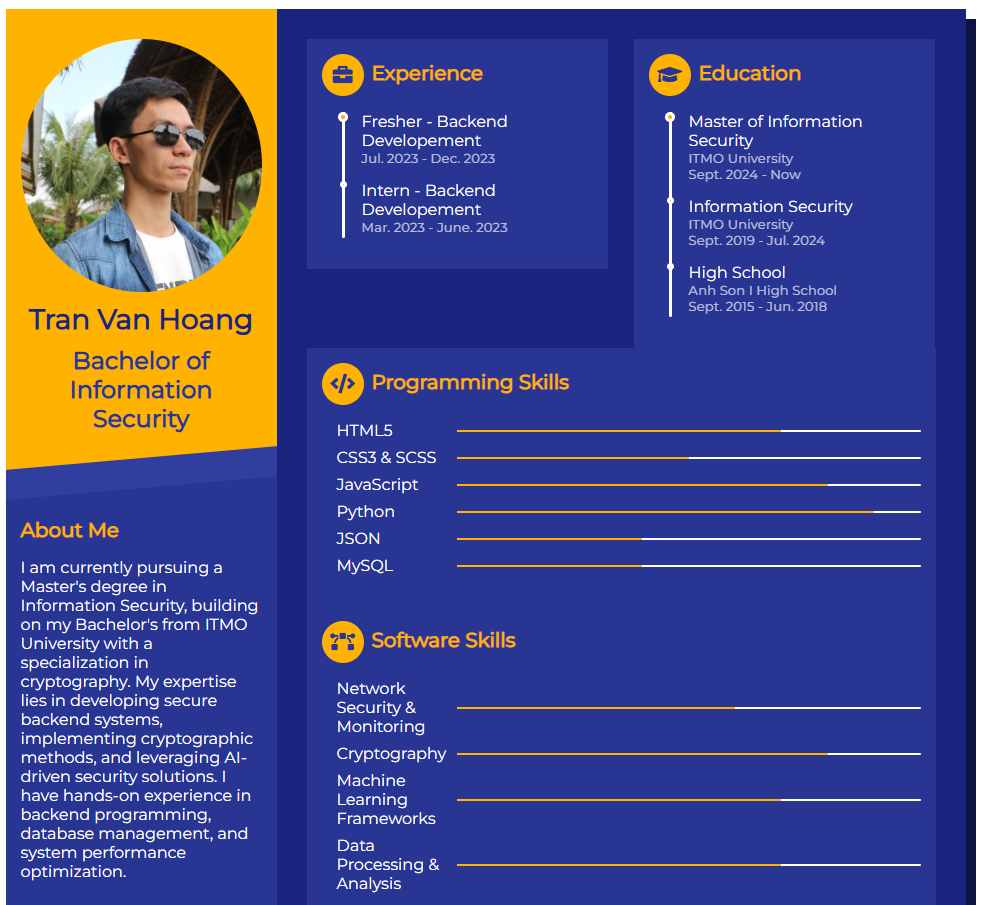 Tran Van Hoang
Bachelor of
Information
Security
About Me
I am currently pursuing a
Master's degree in
Information Security, building
on my Bachelor's from ITMO
University with a
specialization in
cryptography. My expertise
lies in developing secure
backend systems,
implementing cryptographic
methods, and leveraging AI-
driven security solutions. I
have hands-on experience in
backend programming,
database management, and
system performance
optimization.
Experience
Fresher - Backend
Developement
Jul. 2023 - Dec. 2023
Intern - Backend
Developement
Mar. 2023 - June. 2023
Education
Master of Information
Security
ITMO University
Sept. 2024 - Now
Information Security
ITMO University
Sept. 2019 - Jul. 2024
High School
Anh Son I High School
Sept. 2015 - Jun. 2018
Programming Skills
HTML5
CSS3 & SCSS
JavaScript
Python
JSON
MySQL
Software Skills
Network
Security &
Monitoring
Cryptography
Machine
Learning
Frameworks
Data
Processing &
Analysis